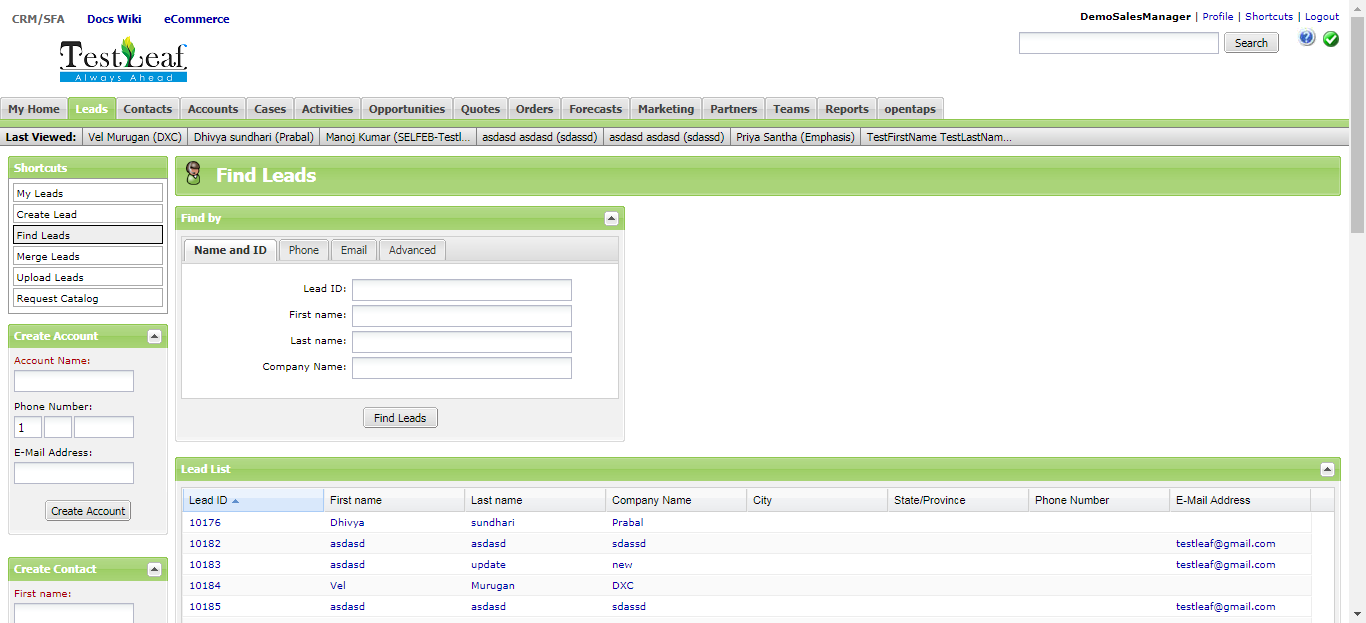 CRM/SFA Docs Wiki eCommerce
DemoSalesManager | Profile | Shortcuts | Logout
TestLeaf
Always Ahead
Search
My Home Leads Contacts Accounts Cases Activities Opportunities Quotes Orders Forecasts Marketing Partners Teams Reports opentaps
Last Viewed: Vel Murugan (DXC) Dhivya sundhari (Prabal) Manoj Kumar (SELFEB-Testl... asdasd asdasd (sdassd) asdasd asdasd (sdassd) Priya Santha (Emphasis) TestFirstName TestLastNam...
Shortcuts
My Leads
Create Lead
Find Leads
Merge Leads
Upload Leads
Request Catalog
Create Account
Account Name:
Phone Number:
1
E-Mail Address:
Create Account
Create Contact
First name:
Find Leads
Find by
Name and ID Phone Email Advanced
Lead ID:
First name:
Last name:
Company Name:
Find Leads
Lead List
Lead ID First name Last name Company Name City State/Province Phone Number E-Mail Address
10176 Dhivya sundhari Prabal
10182 asdasd asdasd sdassd testleaf@gmail.com
10183 asdasd update new testleaf@gmail.com
10184 Vel Murugan DXC
10185 asdasd asdasd sdassd testleaf@gmail.com